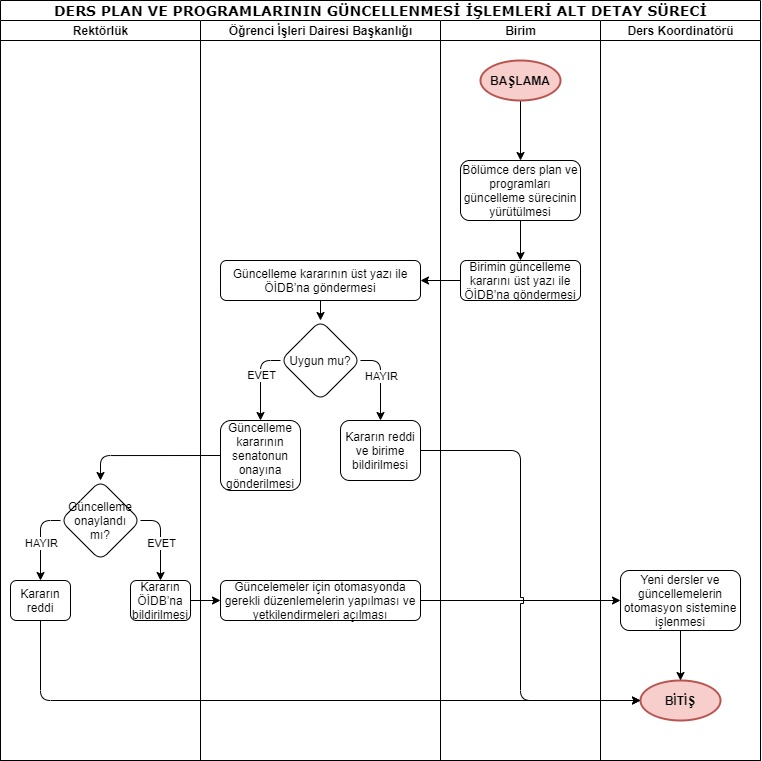 DERS PLAN VE PROGRAMLARININ GÜNCELLENMESİ İŞLEMLERİ ALT DETAY SÜRECİ
Rektörlük
Öğrenci İşleri Dairesi Başkanlığı
Birim
Ders Koordinatörü
BAŞLAMA
Bölümce ders plan ve
programları
güncelleme sürecinin
yürütülmesi
Birimin güncelleme
kararını üst yazı ile
ÖİDB'na göndermesi
Güncelleme kararının üst yazı ile
ÖİDB'na göndermesi
Uygun mu?
EVET
HAYIR
Güncelleme
kararının
senatonun
onayına
gönderilmesi
Kararın reddi
ve birime
bildirilmesi
Güncelleme
onaylandı
mı?
HAYIR
EVET
Kararın
reddi
Kararın
ÖİDB'na
bildirilmesi
Güncelemeler için otomasyonda
gerekli düzenlemelerin yapılması ve
yetkilendirmeleri açılması
Yeni dersler ve
güncellemelerin
otomasyon sistemine
işlenmesi
BİTİŞ